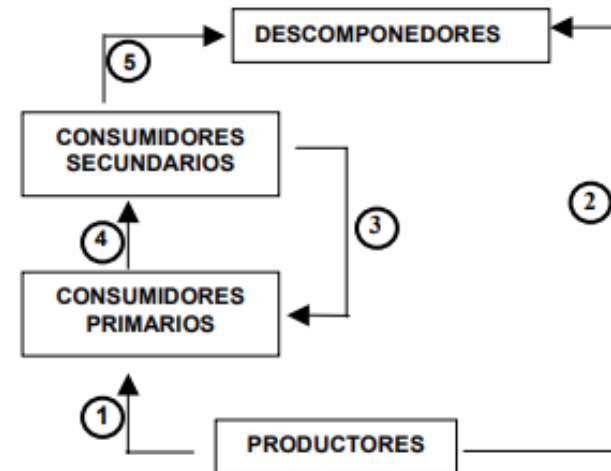 DESCOMPONEDORES
5
CONSUMIDORES
SECUNDARIOS
2
3
4
CONSUMIDORES
PRIMARIOS
1
PRODUCTORES